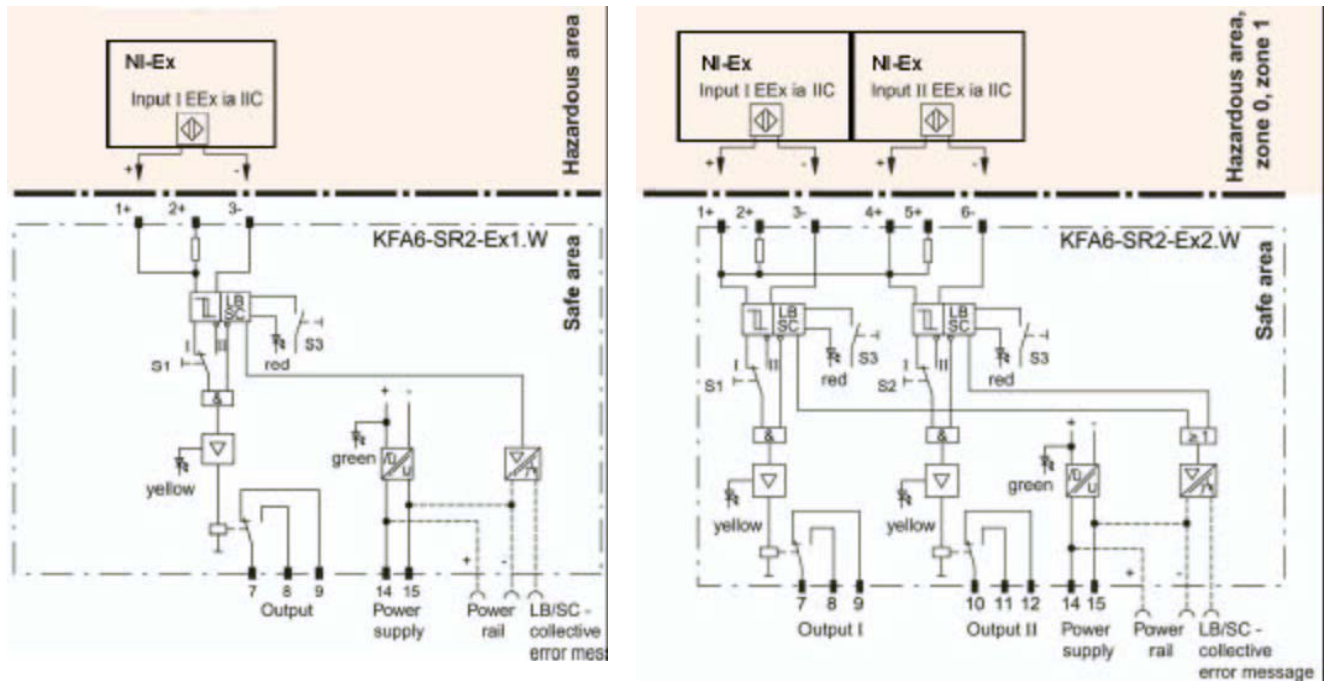 Hazardous area
NI-Ex
Input I EEx ia IIC
+ -
1+ 2+ 3-
KFA6-SR2-Ex1.W
Safe area
LB
SC
I II
S1
S3
red
&
+ -
green
U
yellow
+ -
7 8 9 14 15
Output
Power supply
Power rail
LB/SC -
collective
error mes
Hazardous area,
zone 0, zone 1
NI-Ex NI-Ex
Input I EEx ia IIC Input II EEx ia IIC
+ - + -
1+ 2+ 3- 4+ 5+ 6-
KFA6-SR2-Ex2.W
Safe area
LB LB
SC SC
I II I II
S1 S3 S2 S3
red red
& & ≥1
+ -
green
U
yellow yellow
+ -
7 8 9 10 11 12 14 15
Output I Output II
Power supply
Power rail
LB/SC -
collective
error message